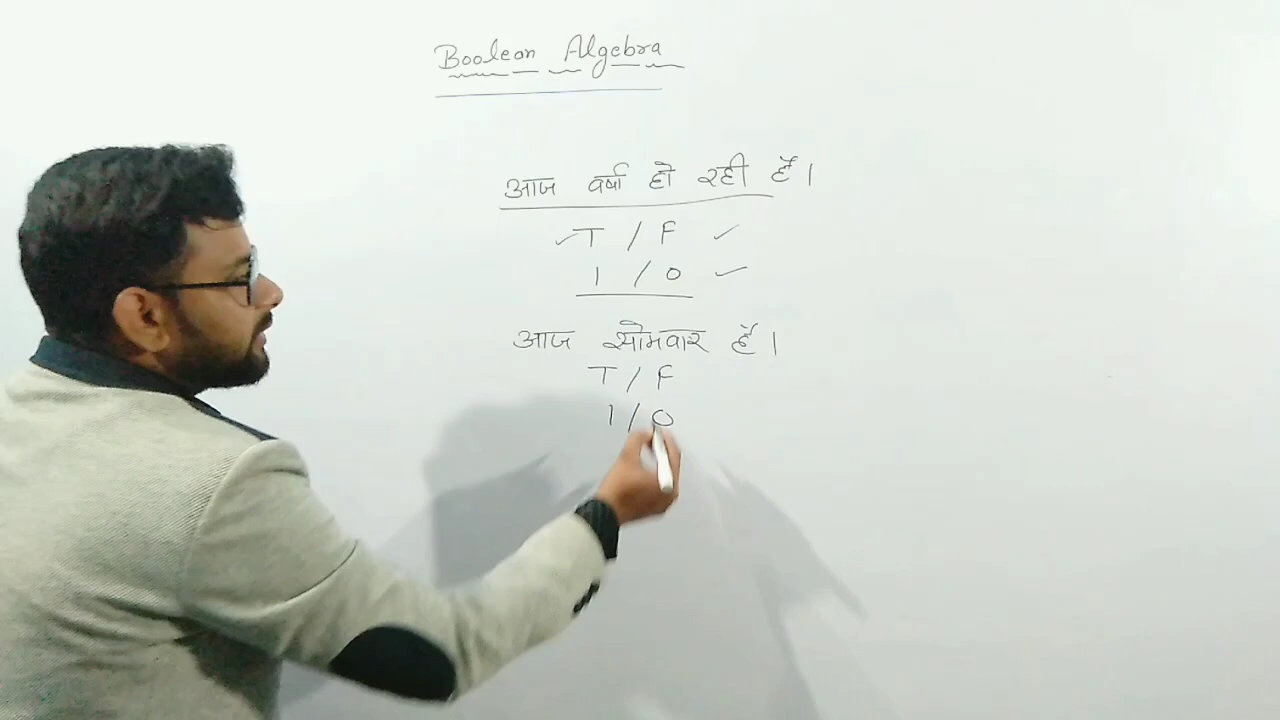 Boolean Algebra
आज वर्षा हो रही हैं।
✓ T / F ✓
1 / 0 ✓
आज सोमवार हैं।
T / F
1 / 0